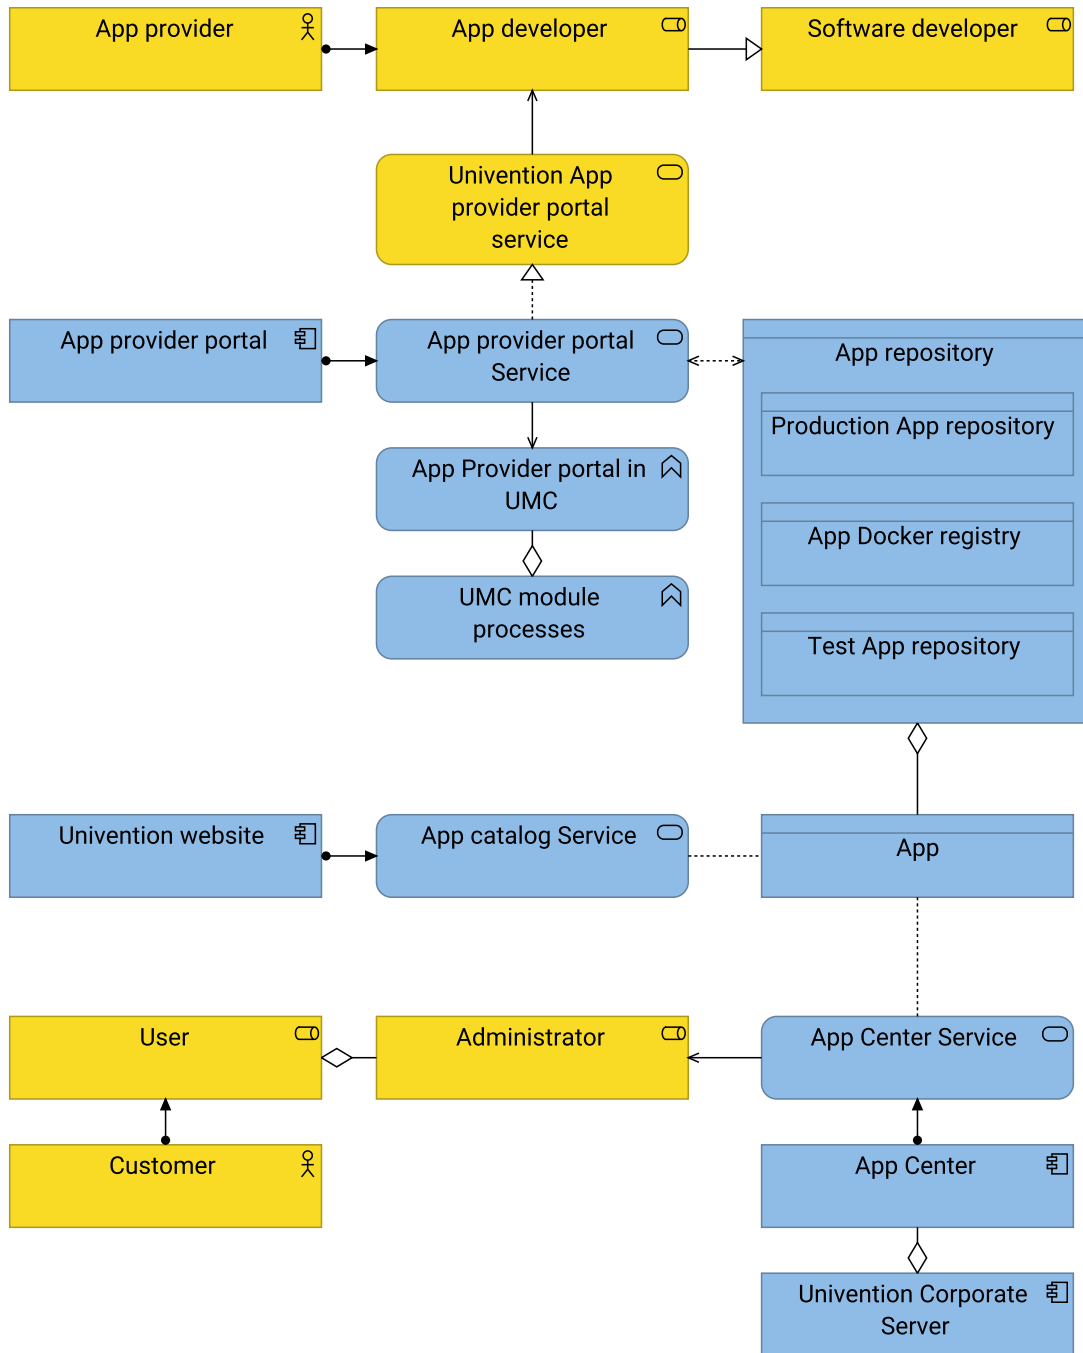 App provider
App developer
Software developer
Univention App
provider portal
service
App provider portal
App provider portal
Service
App repository
Production App repository
App Provider portal in
UMC
App Docker registry
UMC module
processes
Test App repository
Univention website
App catalog Service
App
User
Administrator
App Center Service
Customer
App Center
Univention Corporate
Server